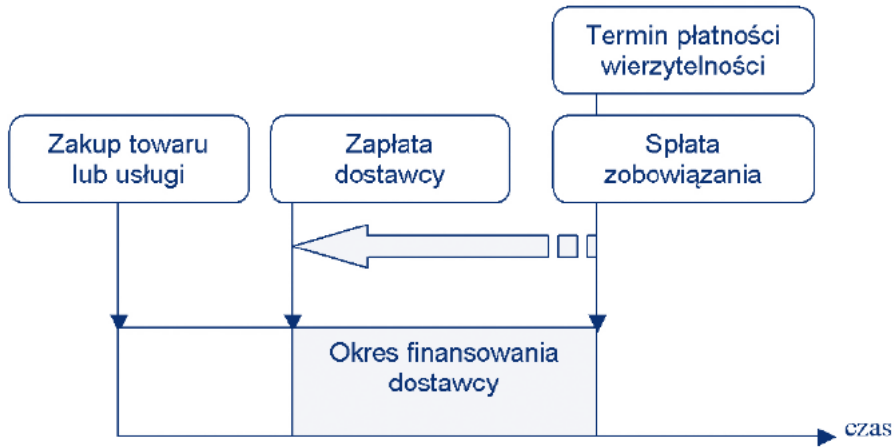 Termin płatności
wierzytelności
Zakup towaru
lub usługi
Zapłata
dostawcy
Spłata
zobowiązania
Okres finansowania
dostawcy
czas